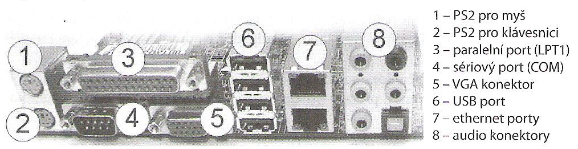 1
2
3
4
5
6
7
8
1 – PS2 pro myš
2 – PS2 pro klávesnici
3 – paralelní port (LPT1)
4 – sériový port (COM)
5 – VGA konektor
6 – USB port
7 – ethernet porty
8 – audio konektory